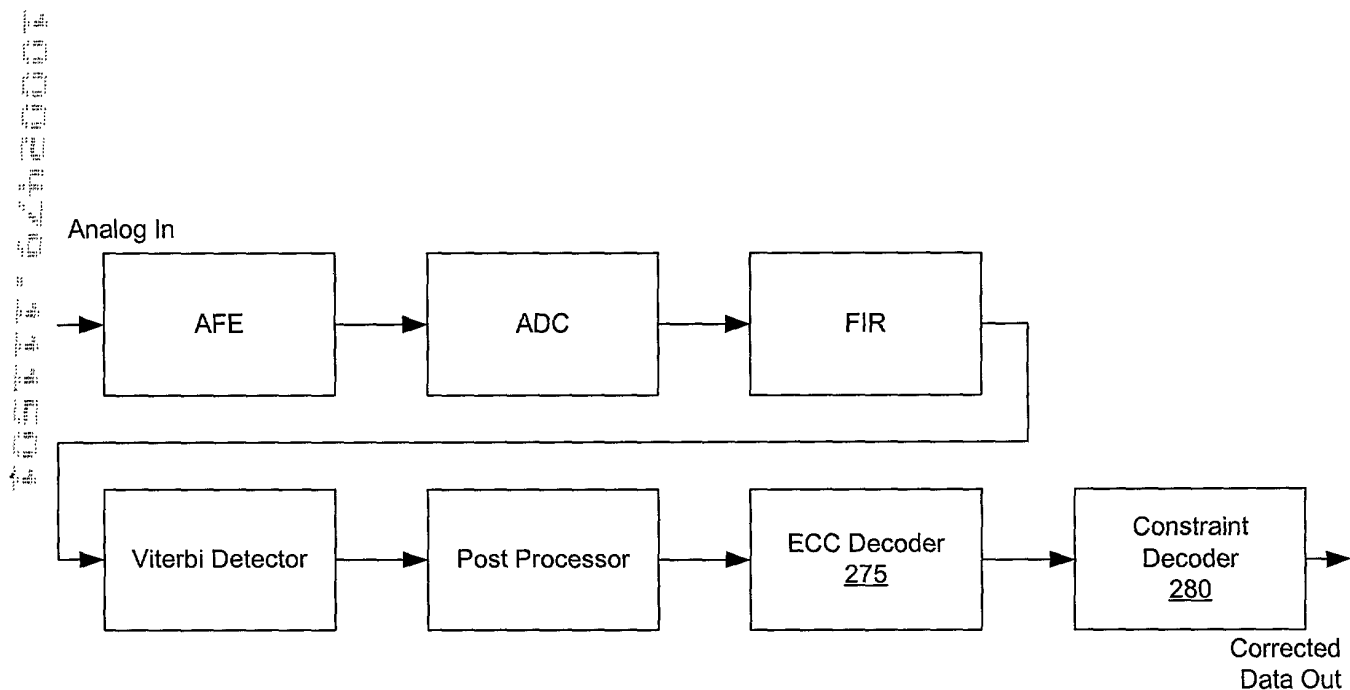 Analog In
AFE
ADC
FIR
Viterbi Detector
Post Processor
ECC Decoder
275
Constraint
Decoder
280
Corrected
Data Out